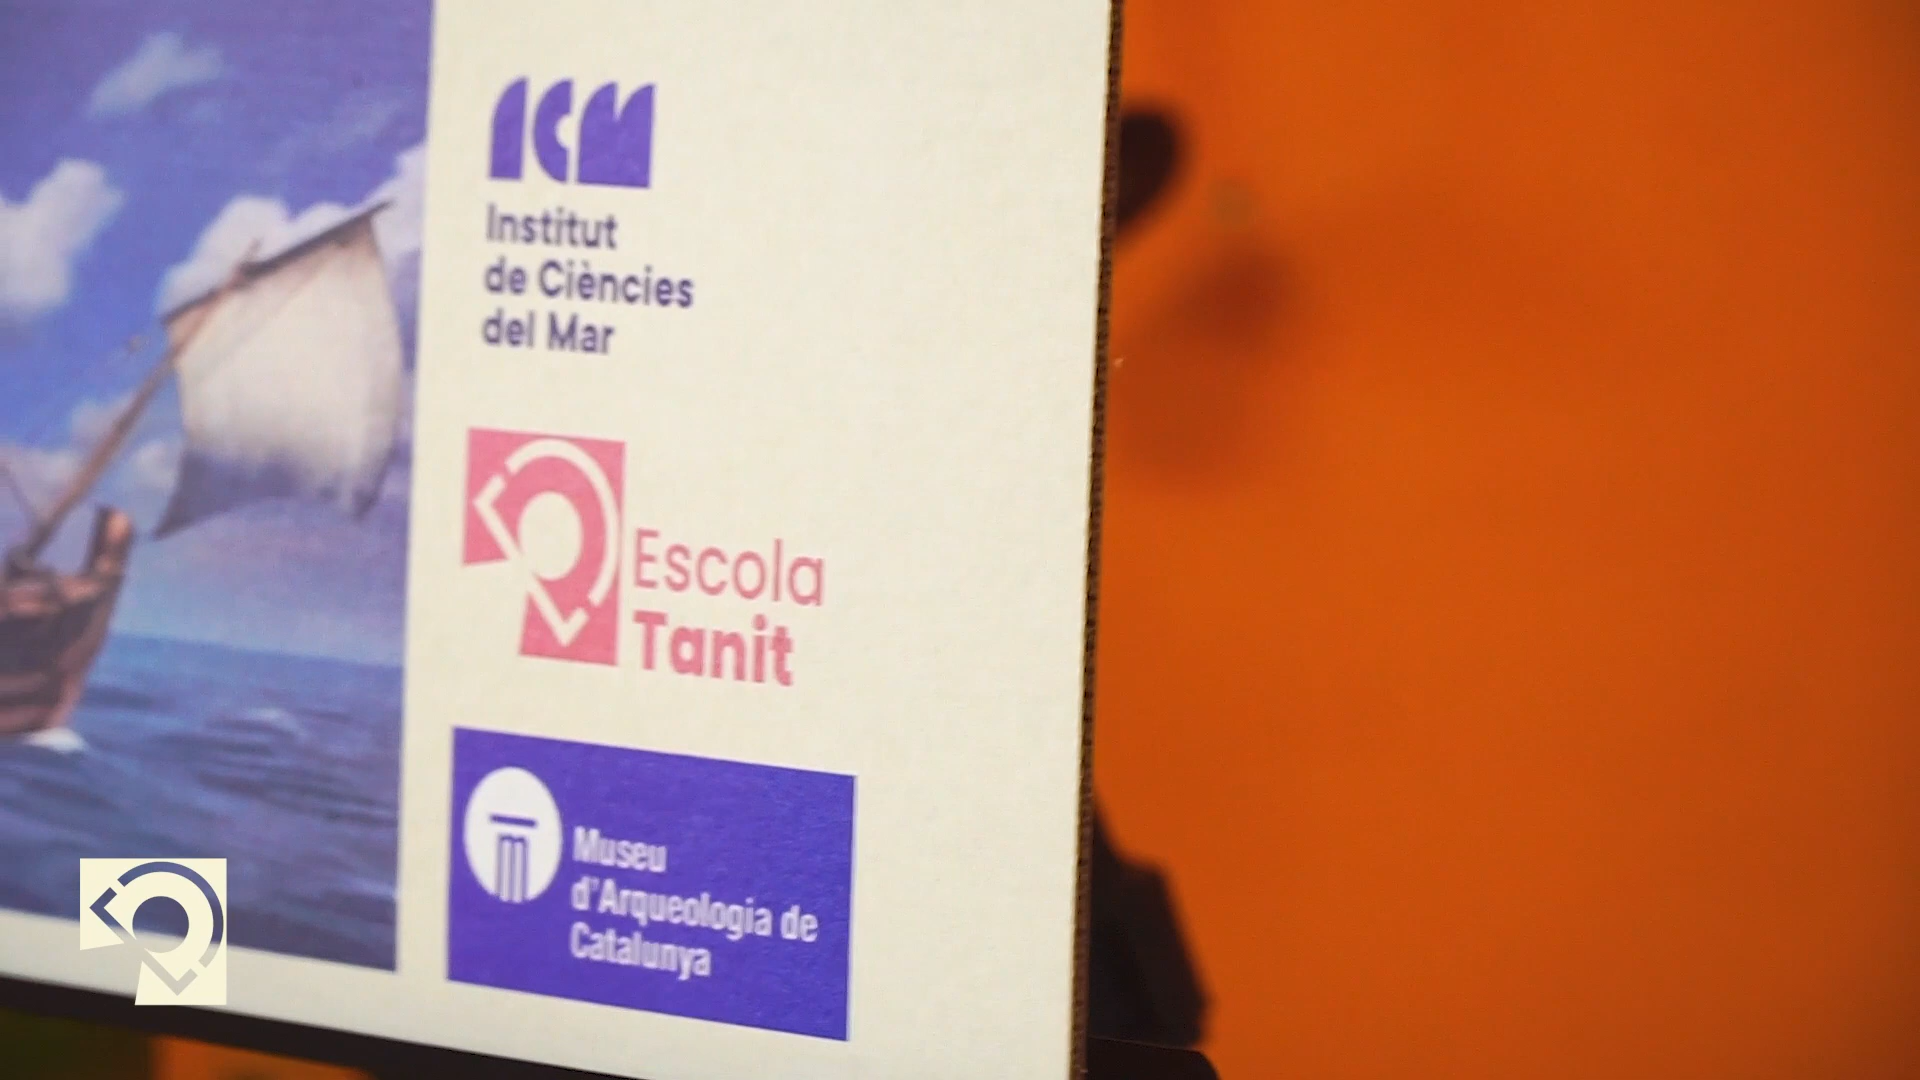 ICM
Institut
de Ciències
del Mar
Escola
Tanit
Museu
d'Arqueologia de
Catalunya